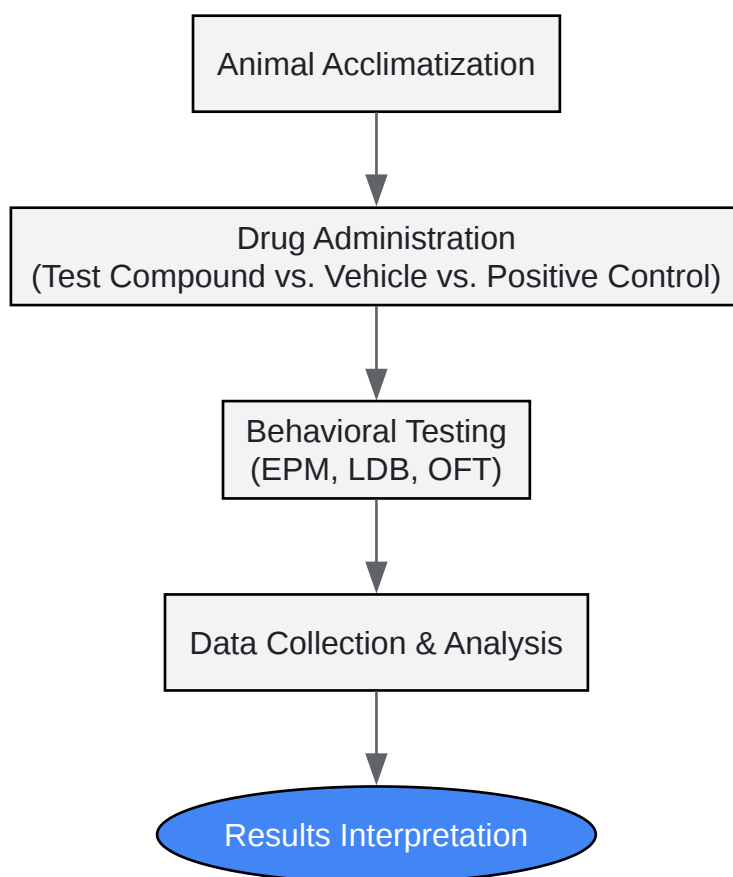 Animal Acclimatization
Drug Administration
(Test Compound vs. Vehicle vs. Positive Control)
Behavioral Testing
(EPM, LDB, OFT)
Data Collection & Analysis
Results Interpretation